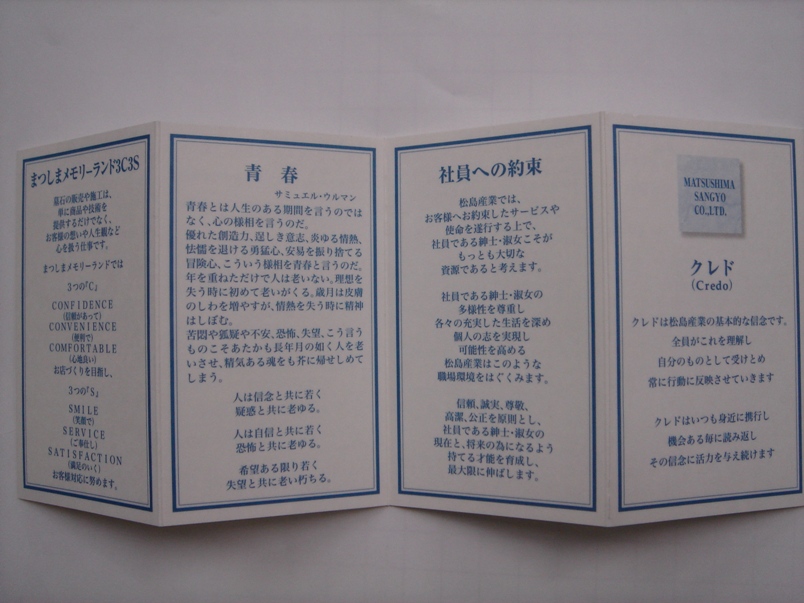 まつしまメモリーランド3C3S
墓石の販売や施工は、
単に商品や技術を
提供するだけでなく、
お客様の想いや人生観など
心を扱う仕事です。
まつしまメモリーランドでは
3つの「C」
CONFIDENCE
(信頼があって)
CONVENIENCE
(便利で)
COMFORTABLE
(心地良い)
お店づくりを目指し、
3つの「S」
SMILE
(笑顔で)
SERVICE
(ご奉仕し)
SATISFACTION
(満足のいく)
お客様対応に努めます。
青春
サミュエル・ウルマン
青春とは人生のある期間を言うのでは
なく、心の様相を言うのだ。
優れた創造力、逞しき意志、炎ゆる情熱、
怯懦を退ける勇猛心、安易を振り捨てる
冒険心、こういう様相を青春と言うのだ。
年を重ねただけで人は老いない。理想を
失う時に初めて老いがくる。歳月は皮膚
のしわを増やすが、情熱を失う時に精神
はしぼむ。
苦悶や狐疑や不安、恐怖、失望、こう言う
ものこそあたかも長年月の如く人を老
いさせ、精気ある魂をも芥に帰せしめて
しまう。
人は信念と共に若く
疑惑と共に老ゆる。
人は自信と共に若く
恐怖と共に老ゆる。
希望ある限り若く
失望と共に老い朽ちる。
社員への約束
松島産業では、
お客様へお約束したサービスや
使命を遂行する上で、
社員である紳士・淑女こそが
もっとも大切な
資源であると考えます。
社員である紳士・淑女の
多様性を尊重し
各々の充実した生活を深め
個人の志を実現し
可能性を高める
松島産業はこのような
職場環境をはぐくみます。
信頼、誠実、尊敬、
高潔、公正を原則とし、
社員である紳士・淑女の
現在と、将来の為になるよう
持てる才能を育成し、
最大限に伸ばします。
MATSUSHIMA
SANGYO
CO.,LTD.
クレド
(Credo)
クレドは松島産業の基本的な信念です。
全員がこれを理解し
自分のものとして受けとめ
常に行動に反映させていきます
クレドはいつも身近に携行し
機会ある毎に読み返し
その信念に活力を与え続けます